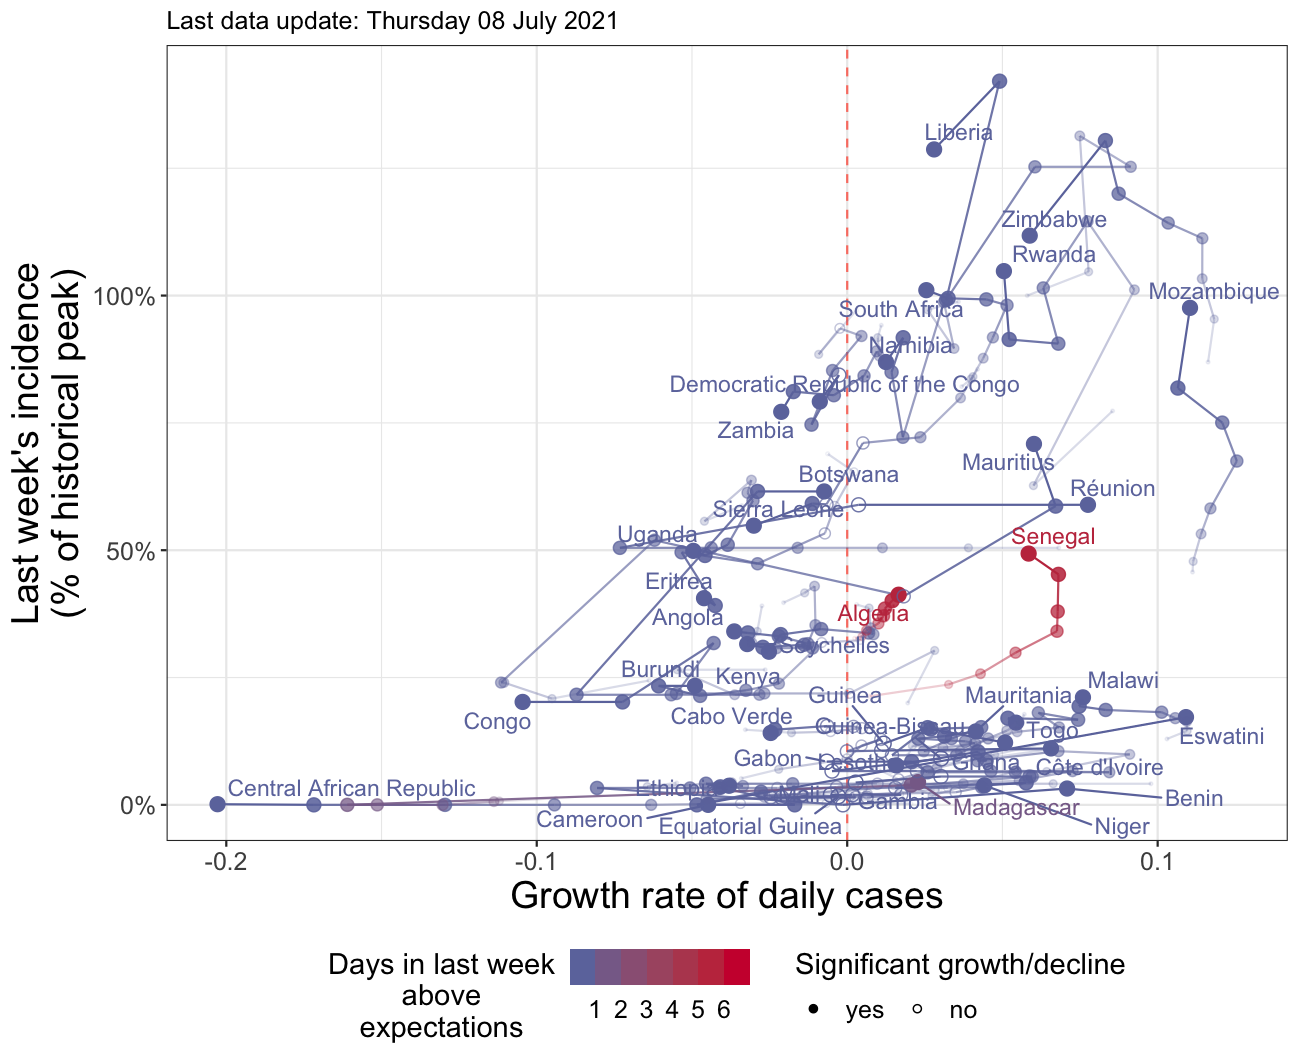 Last data update: Thursday 08 July 2021
Last week's incidence
(% of historical peak)
100%
50%
0%
Liberia
Zimbabwe
Rwanda
Mozambique
South Africa
Namibia
Democratic Republic of the Congo
Zambia
Mauritius
Botswana
Réunion
Sierra Leone
Uganda
Senegal
Eritrea
Angola
Algeria
Seychelles
Burundi
Kenya
Malawi
Guinea
Mauritania
Congo
Cabo Verde
Guinea-Bissau
Togo
Eswatini
Gabon
Lesotho
Ghana
Côte d'Ivoire
Central African Republic
Ethiopia
Mali
Gambia
Madagascar
Benin
Cameroon
Equatorial Guinea
Niger
-0.2 -0.1 0.0 0.1
Growth rate of daily cases
Days in last week
above
expectations
1 2 3 4 5 6
Significant growth/decline
yes no